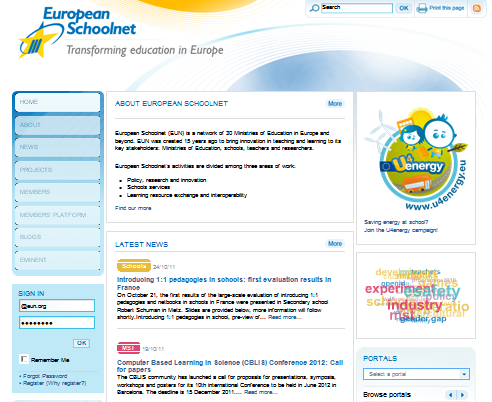 European
Schoolnet
Transforming education in Europe
Search
OK
Print this page
HOME
ABOUT
NEWS
PROJECTS
MEMBERS
MEMBERS' PLATFORM
BLOGS
EMINENT
SIGN IN
@eun.org
OK
Remember Me
• Forgot Password
• Register (Why register?)
ABOUT EUROPEAN SCHOOLNET
More
European Schoolnet (EUN) is a network of 30 Ministries of Education in Europe and
beyond. EUN was created 15 years ago to bring innovation in teaching and learning to its
key stakeholders: Ministries of Education, schools, teachers and researchers.
European Schoolnet's activities are divided among three areas of work:
• Policy, research and innovation
• Schools services
• Learning resource exchange and interoperability
Find our more
LATEST NEWS
More
Schools 24/10/11
Introducing 1:1 pedagogies in schools: first evaluation results in
France
On October 21, the first results of the large-scale evaluation of introducing 1:1
pedagogies and netbooks in schools in France were presented in Secondary school
Robert Schuman in Metz. Slides provided below, more information will follow
shortly.Introducing 1:1 pedagogies in school, pre-view of... Read more...
MST 19/10/11
Computer Based Learning in Science (CBLIS) Conference 2012: Call
for papers
The CBLIS community has launched a call for proposals for presentations, symposia,
workshops and posters for its 10th International Conference to be held in June 2012 in
Barcelona. The deadline is 15 December 2011.... Read more...
U4
energy
www.u4energy.eu
Saving energy at school?
Join the U4energy campaign!
teachers
opening
experiment
esafety
policy
industry
gender gap
PORTALS
Select a portal
Browse portals